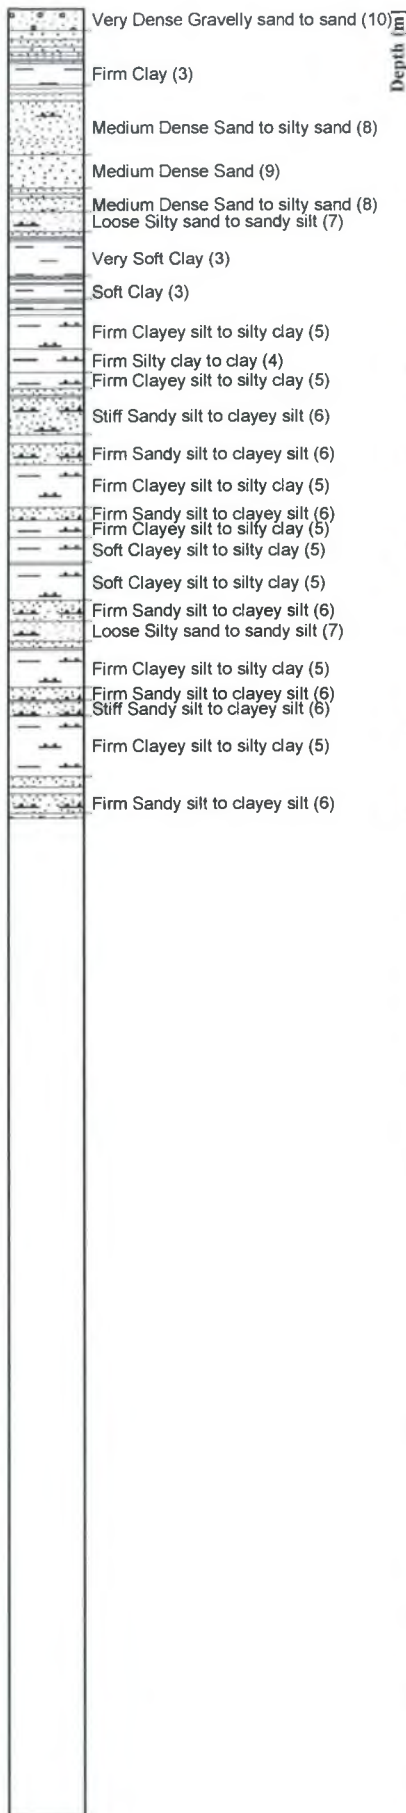 Very Dense Gravelly sand to sand (10)
Depth [m]
Firm Clay (3)
Medium Dense Sand to silty sand (8)
Medium Dense Sand (9)
Medium Dense Sand to silty sand (8)
Loose Silty sand to sandy silt (7)
Very Soft Clay (3)
Soft Clay (3)
Firm Clayey silt to silty clay (5)
Firm Silty clay to clay (4)
Firm Clayey silt to silty clay (5)
Stiff Sandy silt to clayey silt (6)
Firm Sandy silt to clayey silt (6)
Firm Clayey silt to silty clay (5)
Firm Sandy silt to clayey silt (6)
Firm Clayey silt to silty clay (5)
Soft Clayey silt to silty clay (5)
Soft Clayey silt to silty clay (5)
Firm Sandy silt to clayey silt (6)
Loose Silty sand to sandy silt (7)
Firm Clayey silt to silty clay (5)
Firm Sandy silt to clayey silt (6)
Stiff Sandy silt to clayey silt (6)
Firm Clayey silt to silty clay (5)
Firm Sandy silt to clayey silt (6)